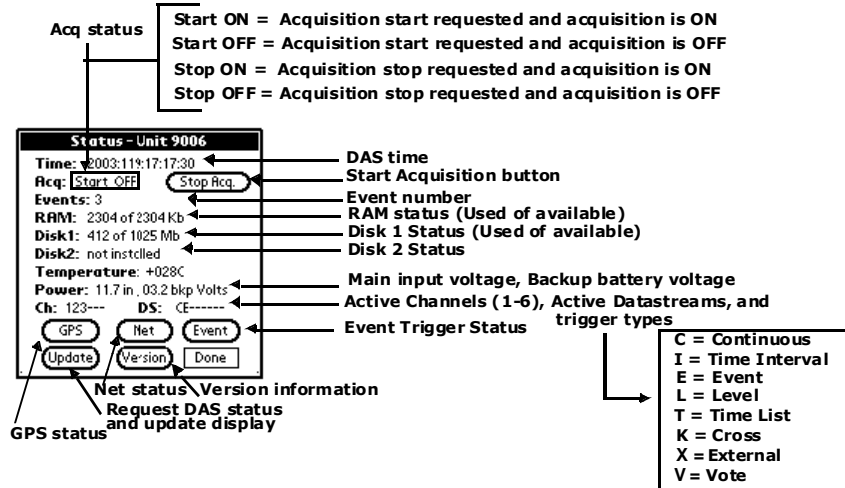 Acq status
Start ON = Acquisition start requested and acquisition is ON
Start OFF = Acquisition start requested and acquisition is OFF
Stop ON = Acquisition stop requested and acquisition is ON
Stop OFF = Acquisition stop requested and acquisition is OFF
Status - Unit 9006
Time: 2003:119:17:17:30
Acq: Start OFF Stop Acq.
Events: 3
RAM: 2304 of 2304 Kb
Disk1: 412 of 1025 Mb
Disk2: not instclled
Temperature: +028C
Power: 11.7 in , 03.2 bkp Volts
Ch: 123--- DS: CE------
GPS Net Event
Update Version Done
DAS time
Start Acquisition button
Event number
RAM status (Used of available)
Disk 1 Status (Used of available)
Disk 2 Status
Main input voltage, Backup battery voltage
Active Channels (1-6), Active Datastreams, and
trigger types
Event Trigger Status
C = Continuous
I = Time Interval
E = Event
L = Level
T = Time List
K = Cross
X = External
V = Vote
Net status Version information
Request DAS status
and update display
GPS status